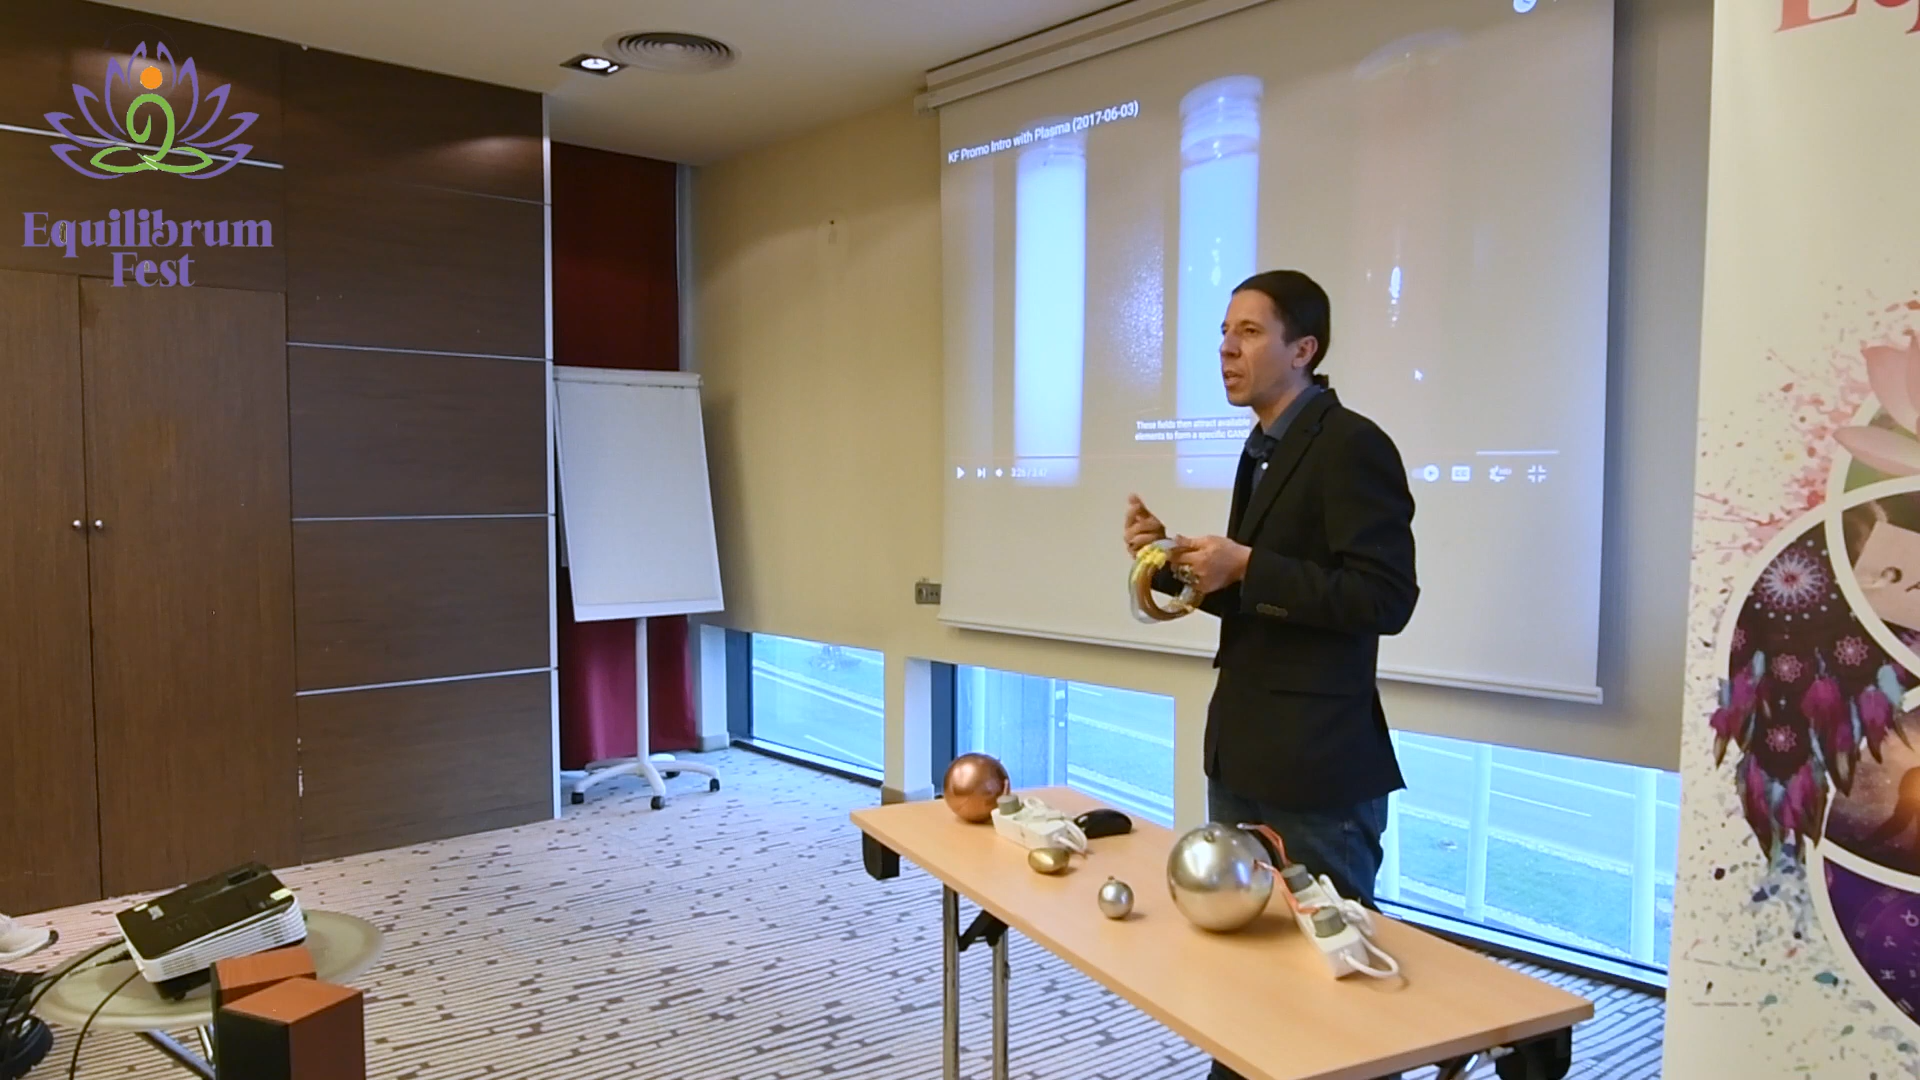 Equilibrum
Fest
KF Promo Intro with Plasma (2017-06-03)
These fields then attract available
elements to form a specific GANS